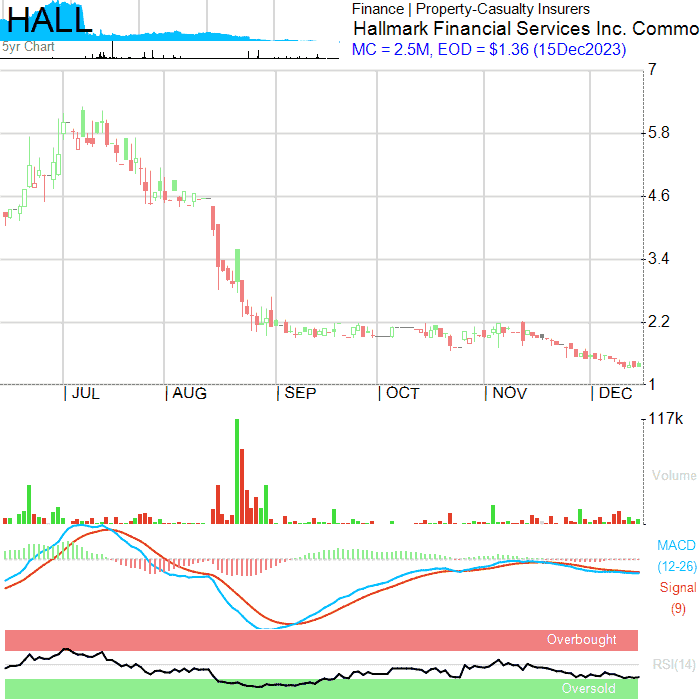 HALL
5yr Chart
Finance | Property-Casualty Insurers
Hallmark Financial Services Inc. Commo
MC = 2.5M, EOD = $1.36 (15Dec2023)
7
5.8
4.6
3.4
2.2
1
JUL
AUG
SEP
OCT
NOV
DEC
117k
Volume
MACD
(12-26)
Signal
(9)
Overbought
RSI(14)
Oversold